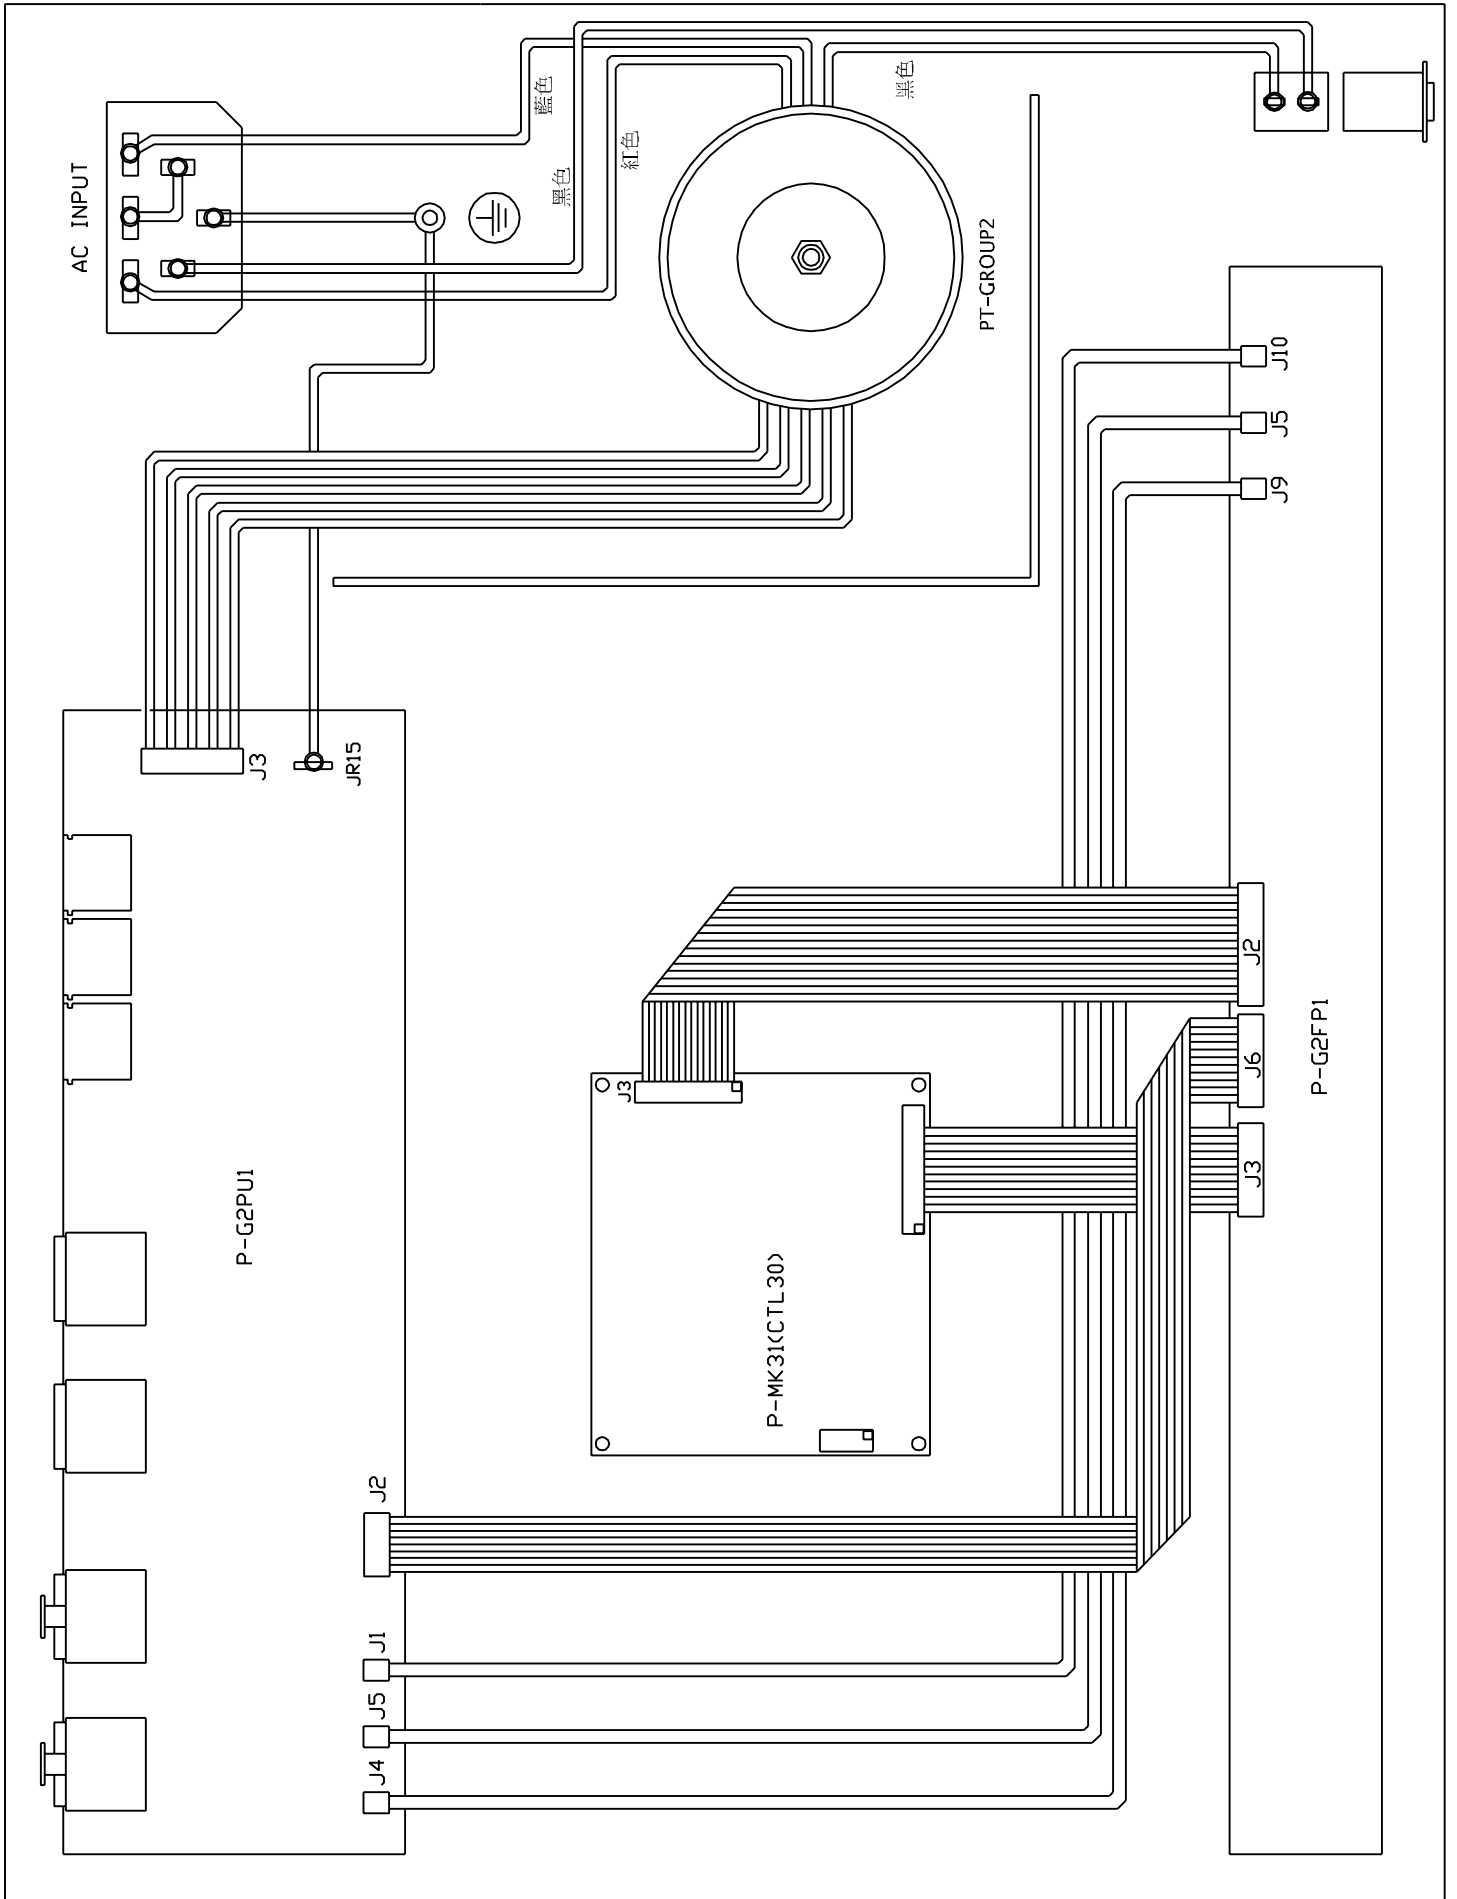 AC INPUT
藍色
黑色
紅色
黑色
PT-GROUP2
J10
J5
J9
J3
JR15
P-G2PU1
J3
P-MK31(CTL30)
J2
J6
J3
P-G2FP1
J2
J1
J5
J4